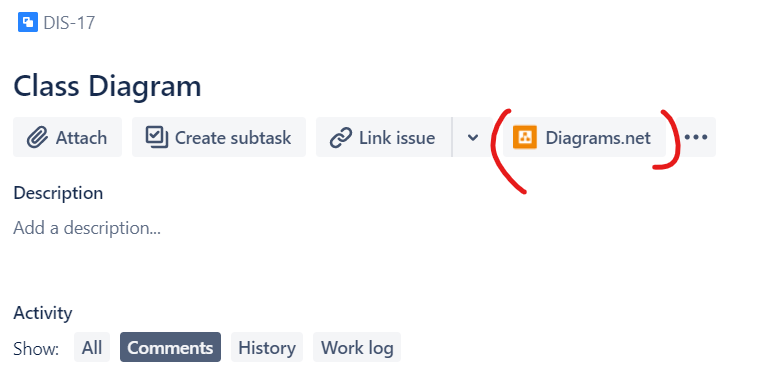 DIS-17
Class Diagram
Attach Create subtask Link issue Diagrams.net
Description
Add a description...
Activity
Show: All Comments History Work log